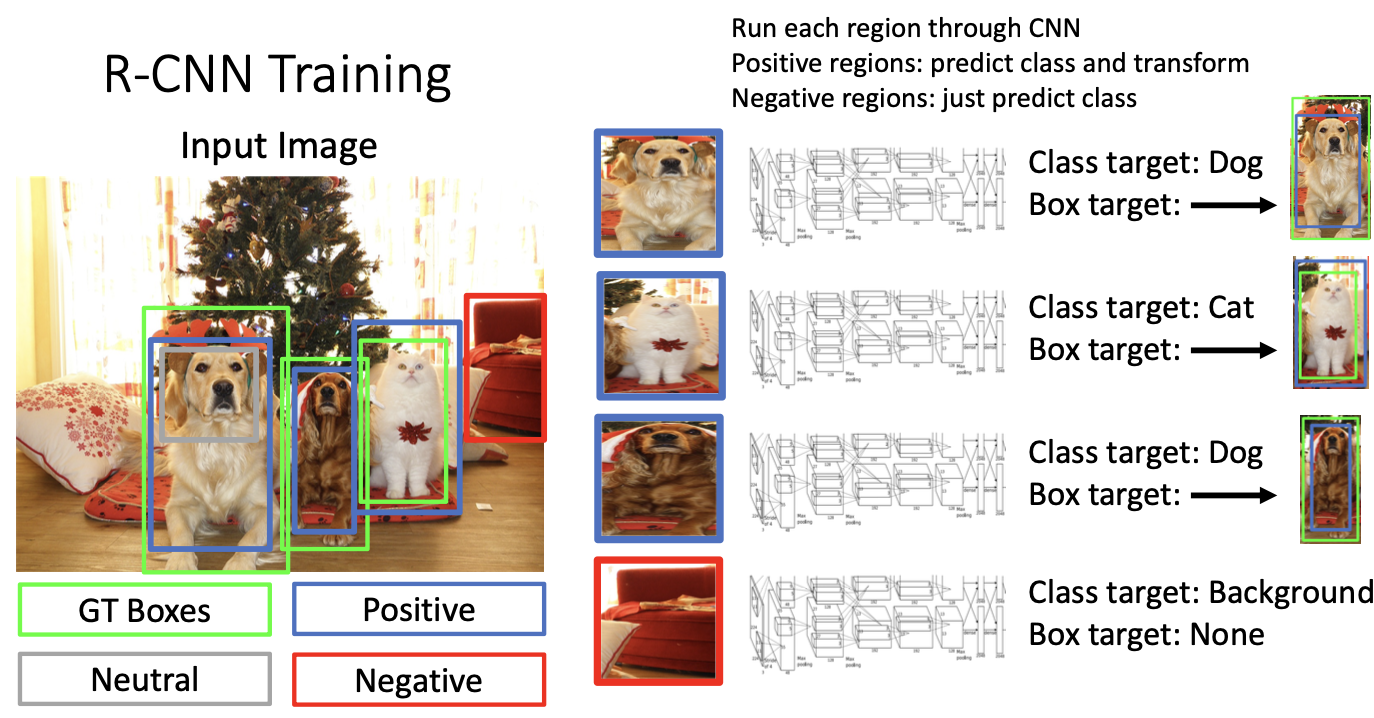 R-CNN Training
Input Image
GT Boxes
Positive
Neutral
Negative
Run each region through CNN
Positive regions: predict class and transform
Negative regions: just predict class
Class target: Dog
Box target:
Class target: Cat
Box target:
Class target: Dog
Box target:
Class target: Background
Box target: None